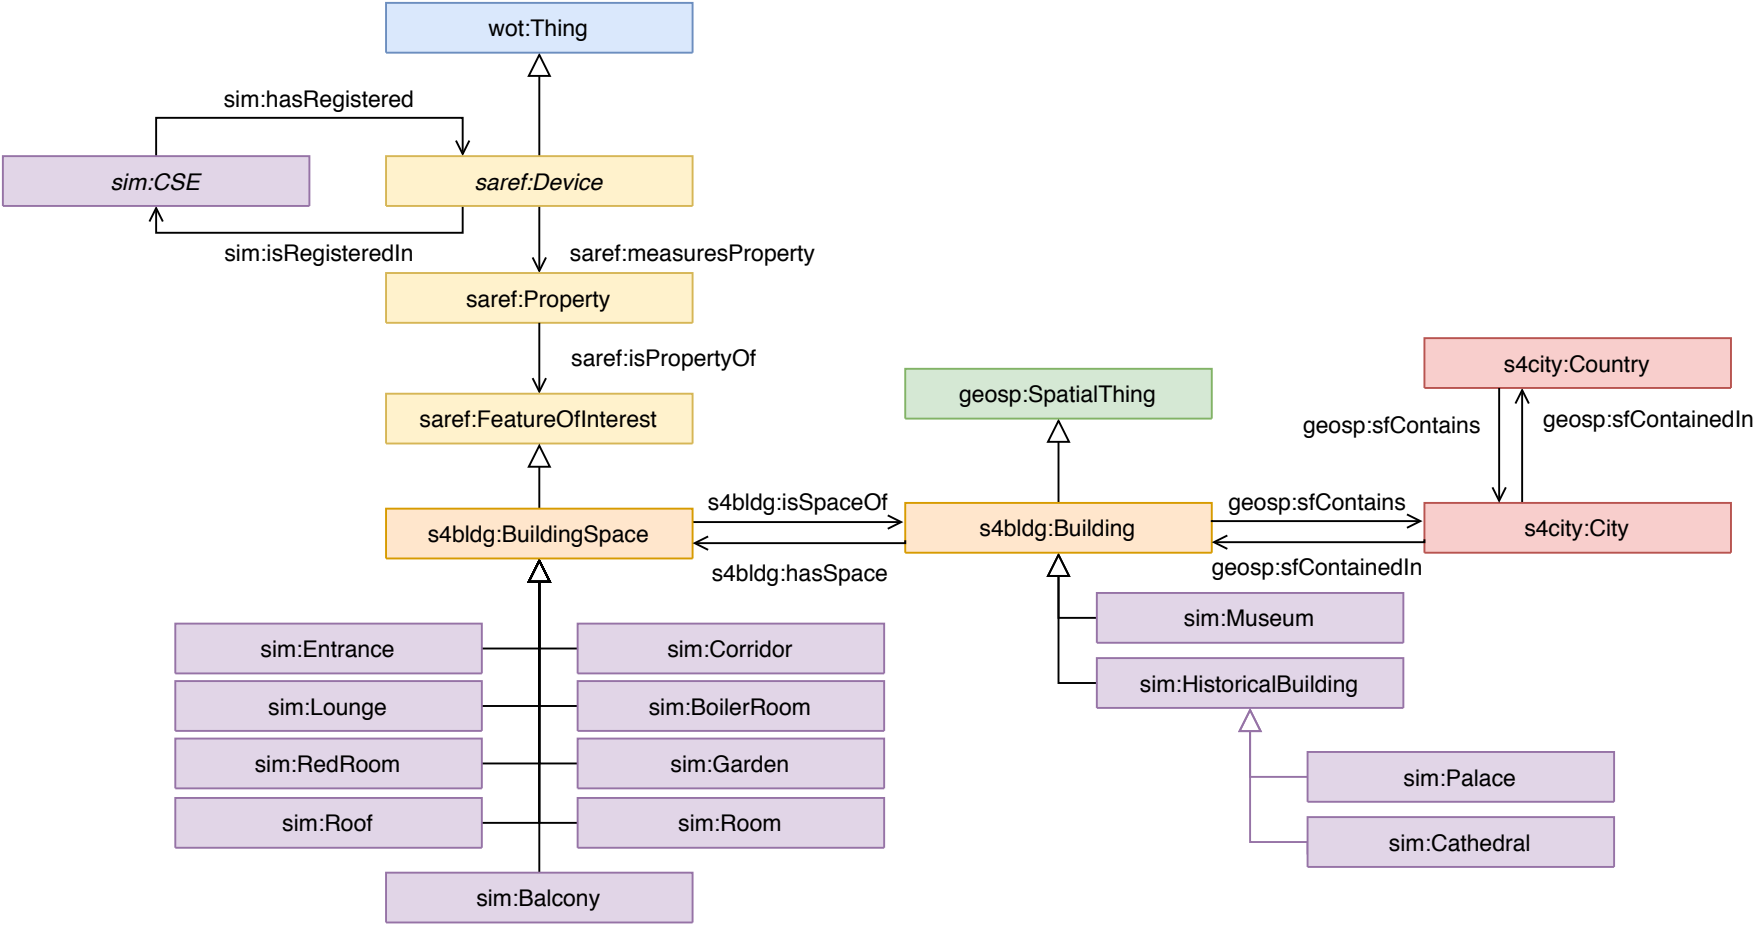 wot:Thing
sim:hasRegistered
sim:CSE
saref:Device
sim:isRegisteredIn
saref:measuresProperty
saref:Property
saref:isPropertyOf
s4city:Country
geosp:SpatialThing
saref:FeatureOfInterest
geosp:sfContains
geosp:sfContainedIn
s4bldg:isSpaceOf
geosp:sfContains
s4bldg:BuildingSpace
s4bldg:Building
s4city:City
s4bldg:hasSpace
geosp:sfContainedIn
sim:Museum
sim:Entrance
sim:Corridor
sim:HistoricalBuilding
sim:Lounge
sim:BoilerRoom
sim:RedRoom
sim:Garden
sim:Palace
sim:Roof
sim:Room
sim:Cathedral
sim:Balcony